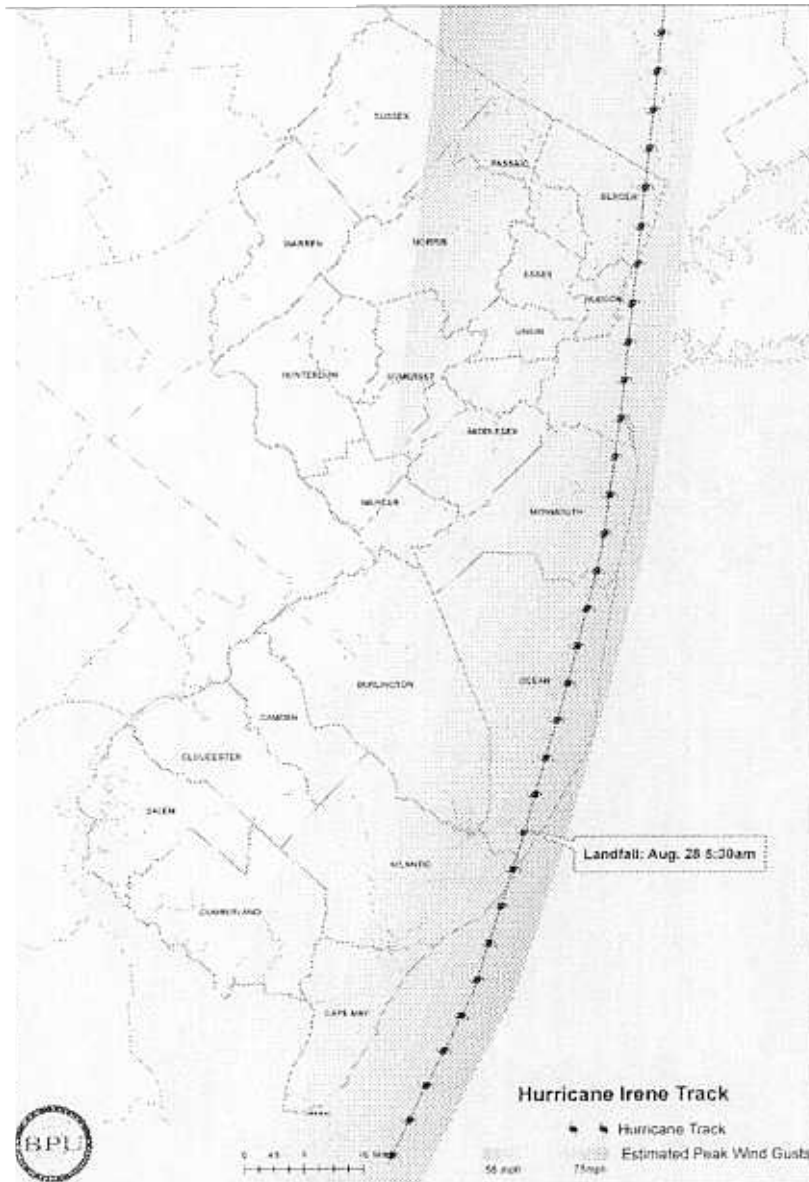 SUSSEX
PASSAIC
BERGEN
WARREN
MORRIS
ESSEX
HUDSON
UNION
HUNTERDON
SOMERSET
MIDDLESEX
MERCER
MONMOUTH
OCEAN
BURLINGTON
CAMDEN
GLOUCESTER
SALEM
Landfall: Aug. 28 5:30am
ATLANTIC
CUMBERLAND
CAPE MAY
Hurricane Irene Track
Hurricane Track
BPU
Estimated Peak Wind Gusts
58 mph
75mph